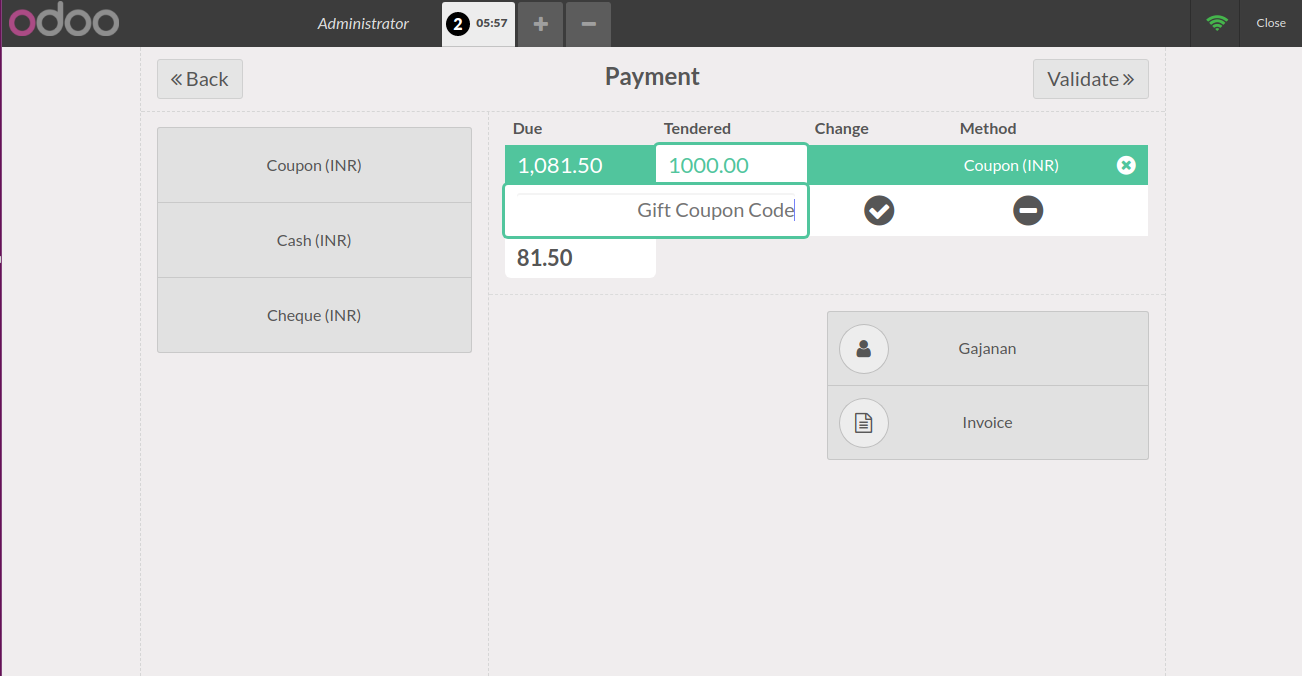 odoo
Administrator
2 05:57
Close
Back
Payment
Validate
Coupon (INR)
Cash (INR)
Cheque (INR)
Due Tendered Change Method
1,081.50 1000.00 Coupon (INR)
Gift Coupon Code
81.50
Gajanan
Invoice